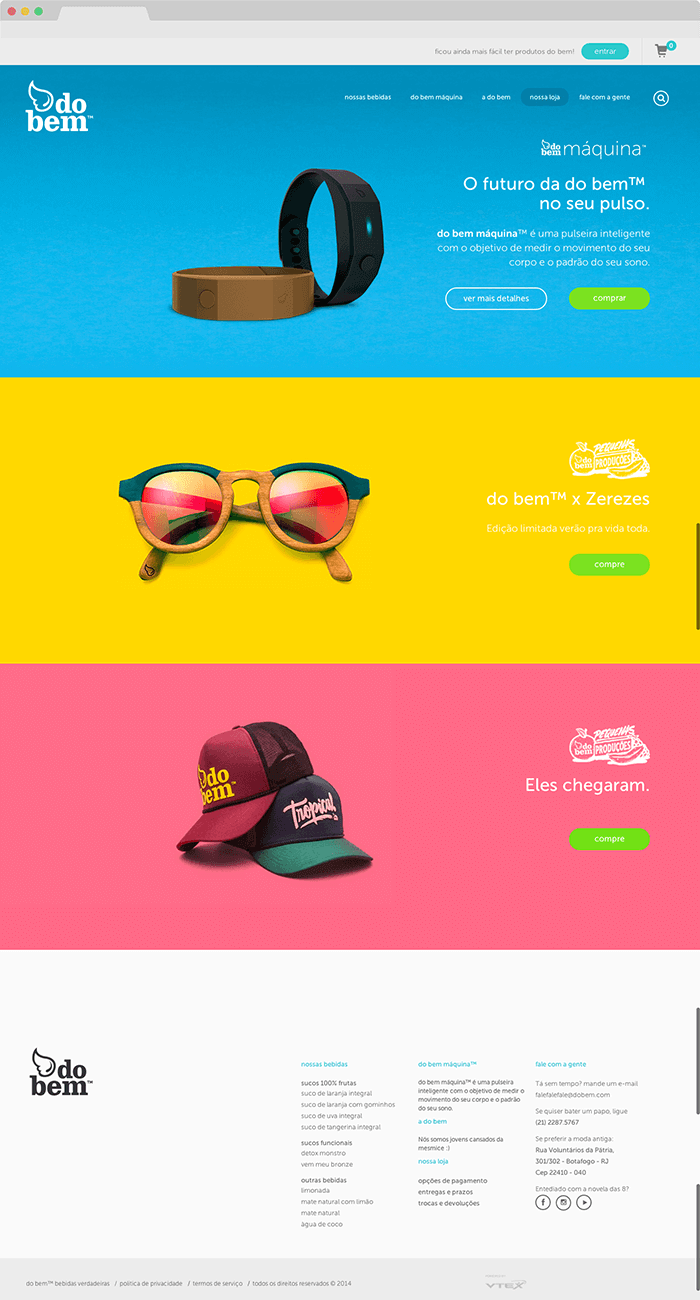 ficou ainda mais fácil ter produtos do bem!
entrar
0
do
bem™
nossas bebidas
do bem máquina
a do bem
nossa loja
fale com a gente
do
bem máquina™
O futuro da do bem™
no seu pulso.
do bem máquina™ é uma pulseira inteligente
com o objetivo de medir o movimento do seu
corpo e o padrão do seu sono.
ver mais detalhes
comprar
PEQUENAS
do
bem PRODUÇÕES
do bem™ x Zerezes
Edição limitada verão pra vida toda.
compre
do
bem™
Tropical
PEQUENAS
do
bem PRODUÇÕES
Eles chegaram.
compre
do
bem™
nossas bebidas
sucos 100% frutas
suco de laranja integral
suco de laranja com gominhos
suco de uva integral
suco de tangerina integral
sucos funcionais
detox monstro
vem meu bronze
outras bebidas
limonada
mate natural com limão
mate natural
água de coco
do bem máquina™
do bem máquina™ é uma pulseira
inteligente com o objetivo de medir o
movimento do seu corpo e o padrão
do seu sono.
a do bem
Nós somos jovens cansados da
mesmice :)
nossa loja
opções de pagamento
entregas e prazos
trocas e devoluções
fale com a gente
Tá sem tempo? mande um e-mail
falefalefale@dobem.com
Se quiser bater um papo, ligue
(21) 2287.5767
Se preferir a moda antiga:
Rua Voluntários da Pátria,
301/302 - Botafogo - RJ
Cep 22410 - 040
Entediado com a novela das 8?
do bem™ bebidas verdadeiras / política de privacidade / termos de serviço / todos os direitos reservados © 2014
VTEX